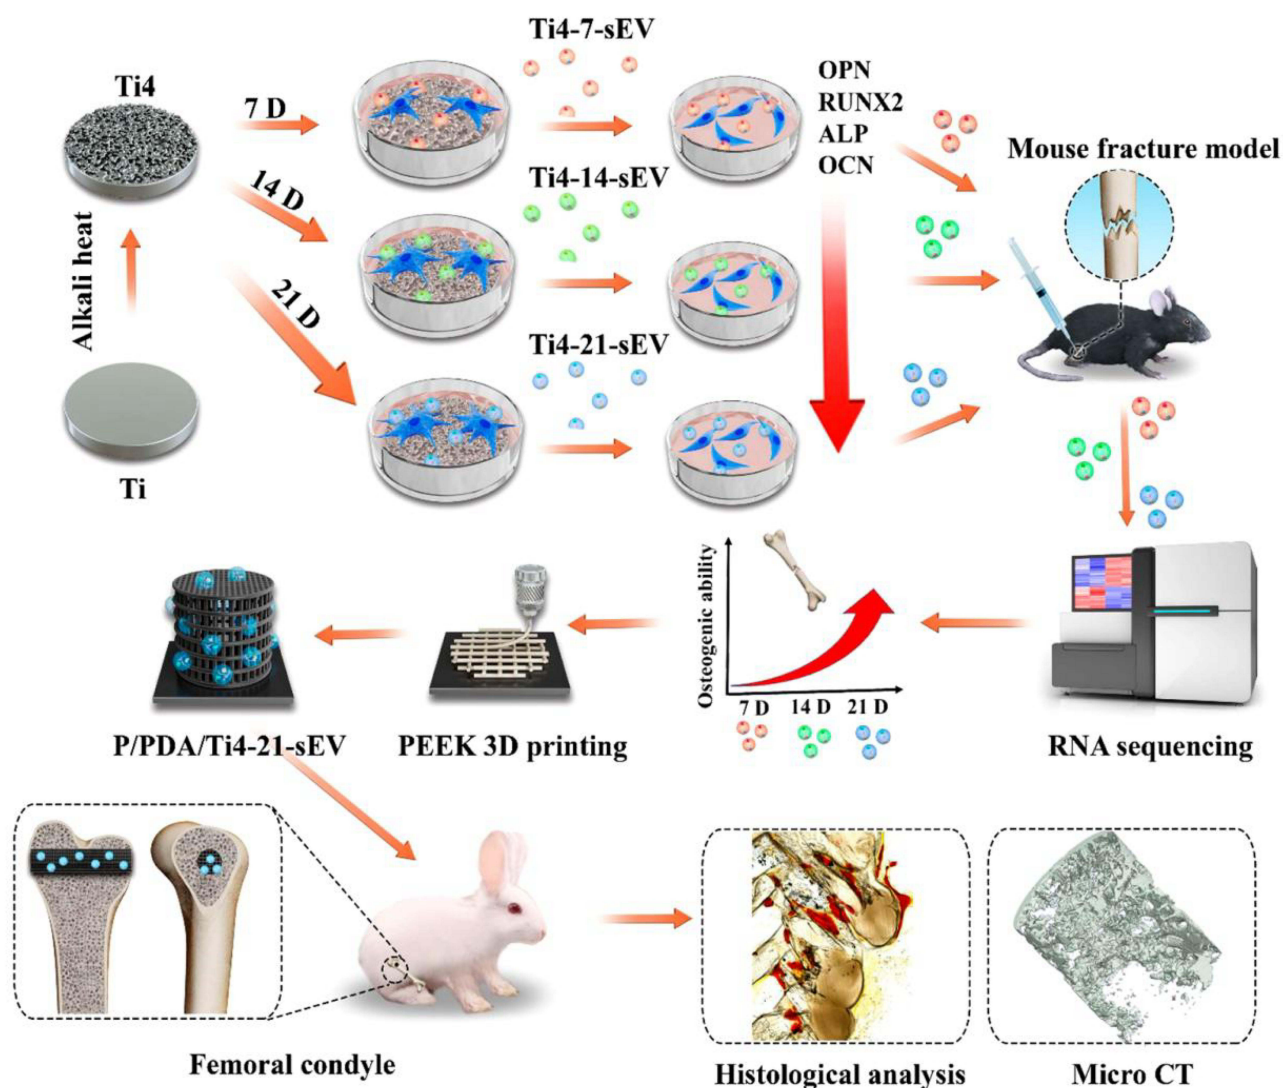 Ti4-7-sEV
Ti4
7 D
OPN
RUNX2
ALP
OCN
Mouse fracture model
14 D
Ti4-14-sEV
Alkali heat
21 D
Ti4-21-sEV
Ti
Osteogenic ability
7 D 14 D 21 D
P/PDA/Ti4-21-sEV
PEEK 3D printing
RNA sequencing
Femoral condyle
Histological analysis
Micro CT